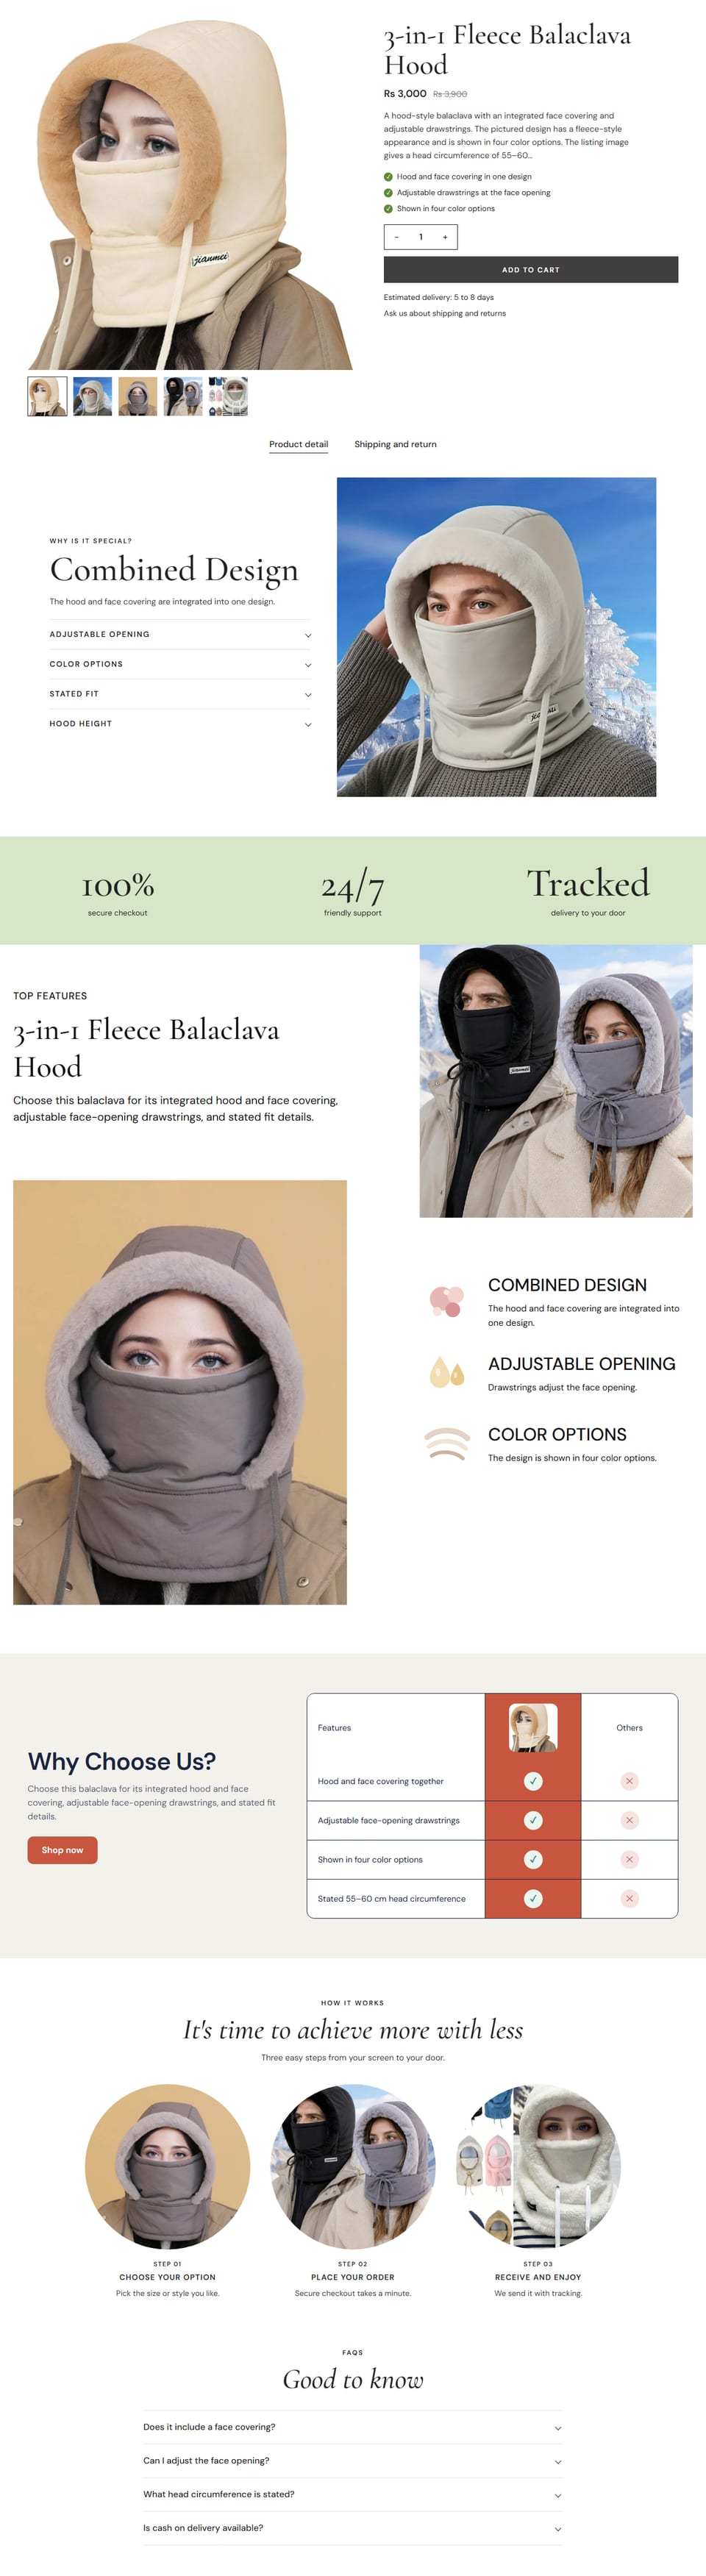 3-in-1 Fleece Balaclava
Hood
Rs 3,000 Rs 3,900
A hood-style balaclava with an integrated face covering and
adjustable drawstrings. The pictured design has a fleece-style
appearance and is shown in four color options. The listing image
gives a head circumference of 55–60...
Hood and face covering in one design
Adjustable drawstrings at the face opening
Shown in four color options
− 1 +
ADD TO CART
Estimated delivery: 5 to 8 days
Ask us about shipping and returns
jianmei
Product detail Shipping and return
WHY IS IT SPECIAL?
Combined Design
The hood and face covering are integrated into one design.
ADJUSTABLE OPENING
COLOR OPTIONS
STATED FIT
HOOD HEIGHT
100%
secure checkout
24/7
friendly support
Tracked
delivery to your door
TOP FEATURES
3-in-1 Fleece Balaclava
Hood
Choose this balaclava for its integrated hood and face covering,
adjustable face-opening drawstrings, and stated fit details.
COMBINED DESIGN
The hood and face covering are integrated into
one design.
ADJUSTABLE OPENING
Drawstrings adjust the face opening.
COLOR OPTIONS
The design is shown in four color options.
Why Choose Us?
Choose this balaclava for its integrated hood and face
covering, adjustable face-opening drawstrings, and stated fit
details.
Shop now
Features Others
Hood and face covering together
Adjustable face-opening drawstrings
Shown in four color options
Stated 55–60 cm head circumference
HOW IT WORKS
It's time to achieve more with less
Three easy steps from your screen to your door.
STEP 01
CHOOSE YOUR OPTION
Pick the size or style you like.
STEP 02
PLACE YOUR ORDER
Secure checkout takes a minute.
STEP 03
RECEIVE AND ENJOY
We send it with tracking.
FAQS
Good to know
Does it include a face covering?
Can I adjust the face opening?
What head circumference is stated?
Is cash on delivery available?